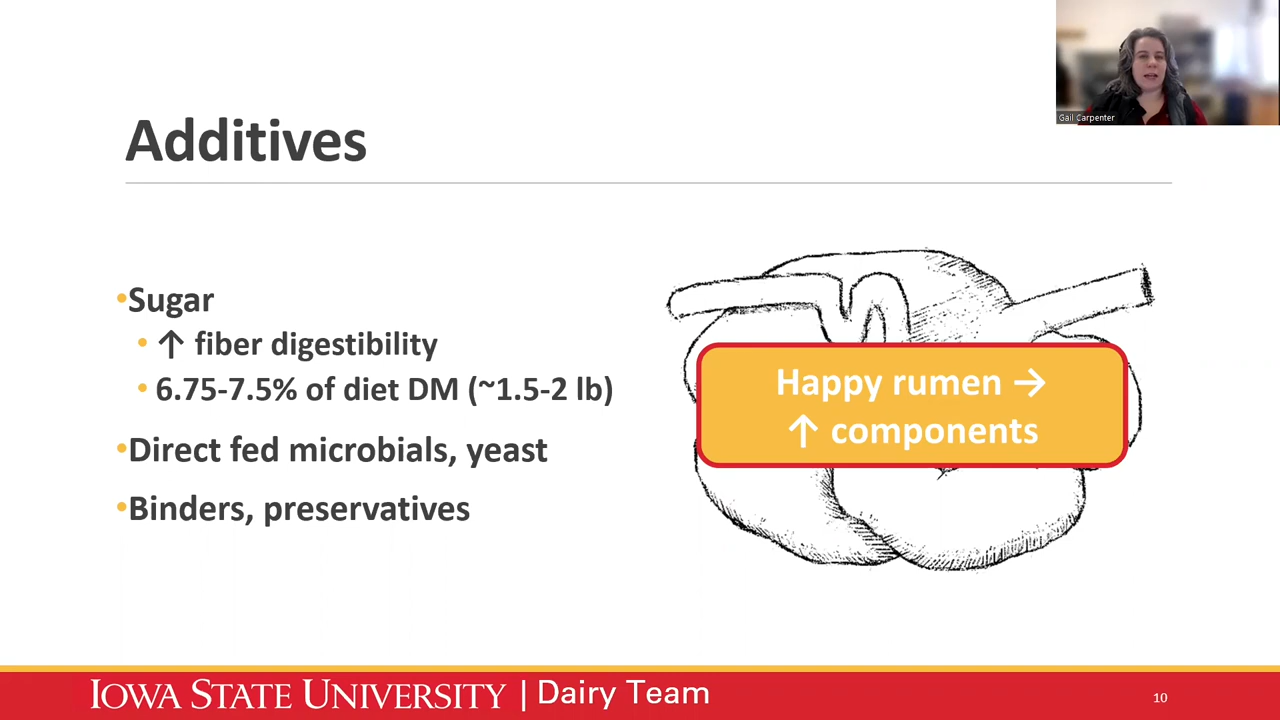 Gail Carpenter
Additives
•Sugar
• ↑ fiber digestibility
• 6.75-7.5% of diet DM (~1.5-2 lb)
•Direct fed microbials, yeast
•Binders, preservatives
Happy rumen →
↑ components
IOWA STATE UNIVERSITY | Dairy Team
10